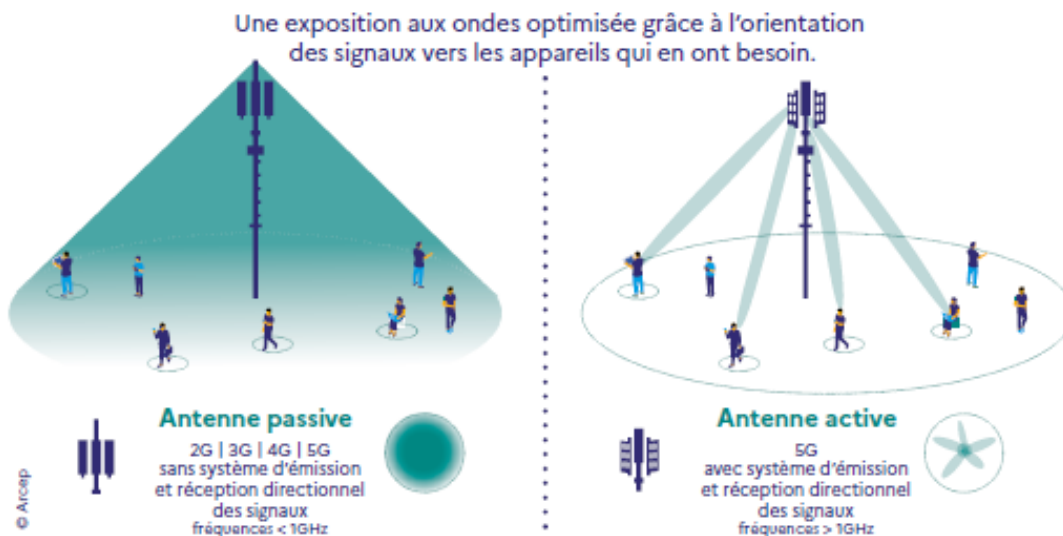 Une exposition aux ondes optimisée grâce à l'orientation
des signaux vers les appareils qui en ont besoin.
Antenne passive
2G | 3G | 4G | 5G
sans système d'émission
et réception directionnel
des signaux
fréquences < 1GHz
Antenne active
5G
avec système d'émission
et réception directionnel
des signaux
fréquences > 1GHz
© Arcep